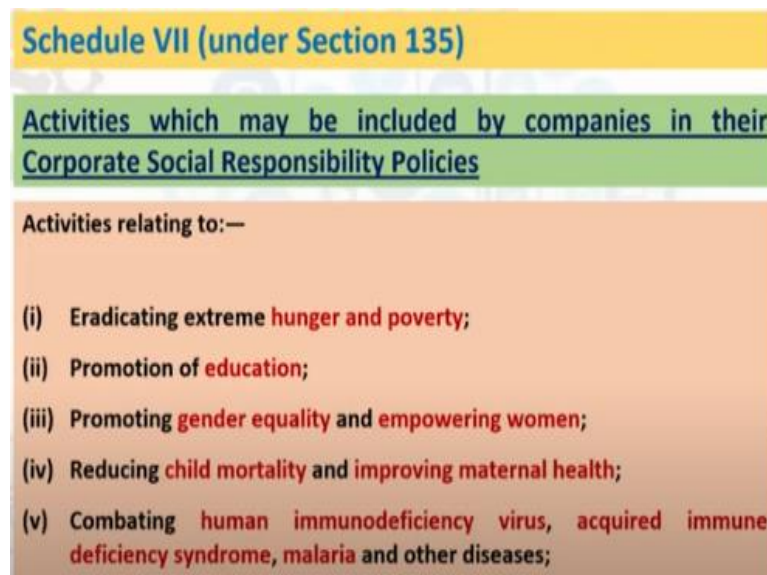 Schedule VII (under Section 135)
Activities which may be included by companies in their
Corporate Social Responsibility Policies
Activities relating to:—
(i) Eradicating extreme hunger and poverty;
(ii) Promotion of education;
(iii) Promoting gender equality and empowering women;
(iv) Reducing child mortality and improving maternal health;
(v) Combating human immunodeficiency virus, acquired immune
deficiency syndrome, malaria and other diseases;